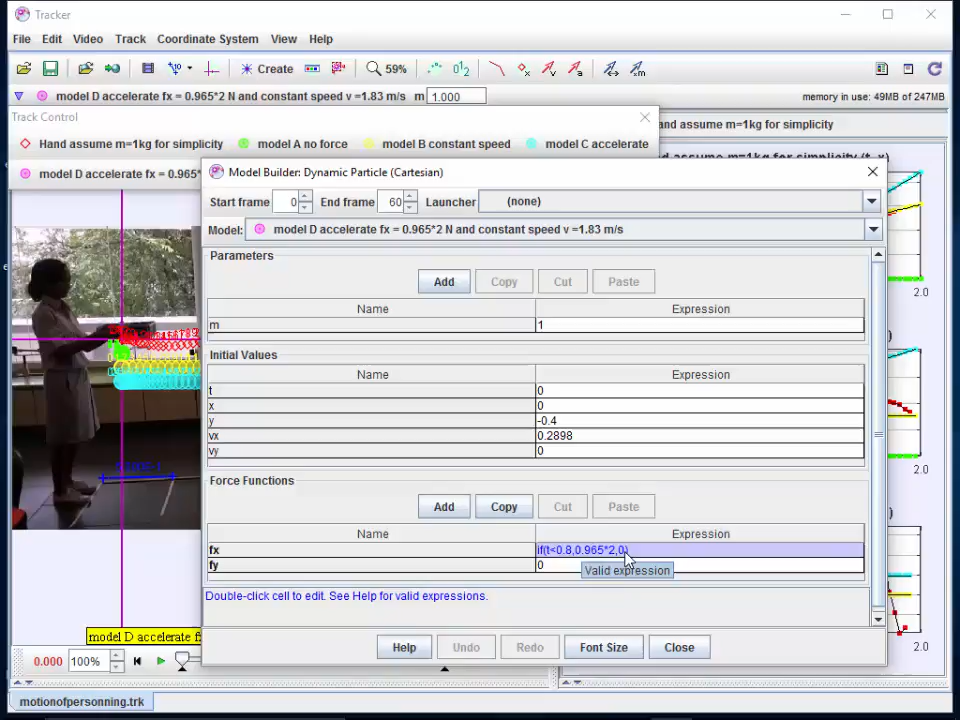 Tracker
File Edit Video Track Coordinate System View Help
Create 59%
model D accelerate fx = 0.965*2 N and constant speed v =1.83 m/s m 1.000 memory in use: 49MB of 247MB
Track Control
Hand assume m=1kg for simplicity model A no force model B constant speed model C accelerate
and assume m=1kg for simplicity
model D accelerate fx = 0.965*
Model Builder: Dynamic Particle (Cartesian)
Start frame 0 End frame 60 Launcher (none)
Model: model D accelerate fx = 0.965*2 N and constant speed v =1.83 m/s
Parameters
Add Copy Cut Paste
Name Expression
m 1
Initial Values
Name Expression
t 0
x 0
y -0.4
vx 0.2898
vy 0
Force Functions
Add Copy Cut Paste
Name Expression
fx if(t<0.8,0.965*2,0)
fy 0
Valid expression
Double-click cell to edit. See Help for valid expressions.
Help Undo Redo Font Size Close
2.0
2.0
2.0
model D accelerate f
0.000 100%
motionofpersonning.trk